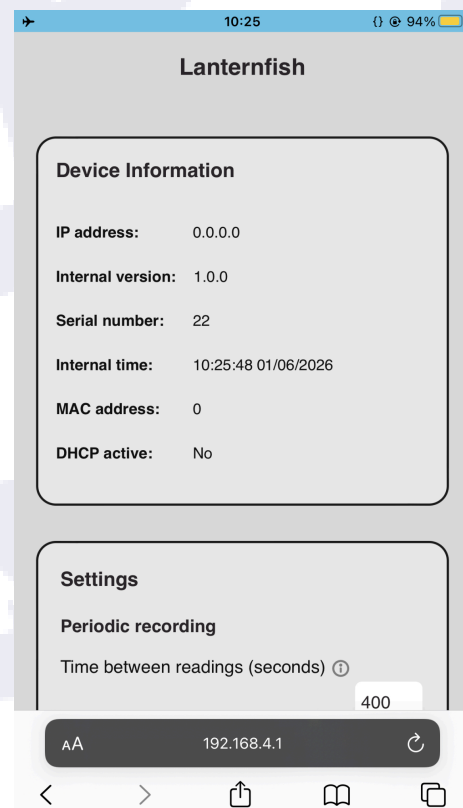 10:25 {} 94%
Lanternfish
Device Information
IP address: 0.0.0.0
Internal version: 1.0.0
Serial number: 22
Internal time: 10:25:48 01/06/2026
MAC address: 0
DHCP active: No
Settings
Periodic recording
Time between readings (seconds)
400
AA 192.168.4.1